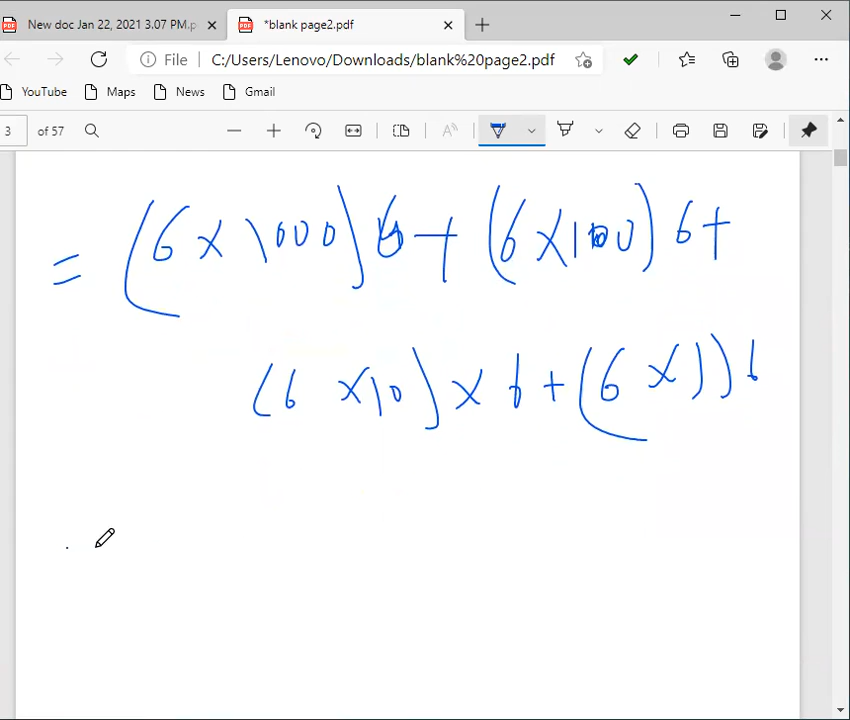 New doc Jan 22, 2021 3.07 PM.p
*blank page2.pdf
File
C:/Users/Lenovo/Downloads/blank%20page2.pdf
YouTube
Maps
News
Gmail
3 of 57
= (6 × 1000) 6 + (6 × 100) 6 +
(6 × 10) × 6 + (6 × 1) 6